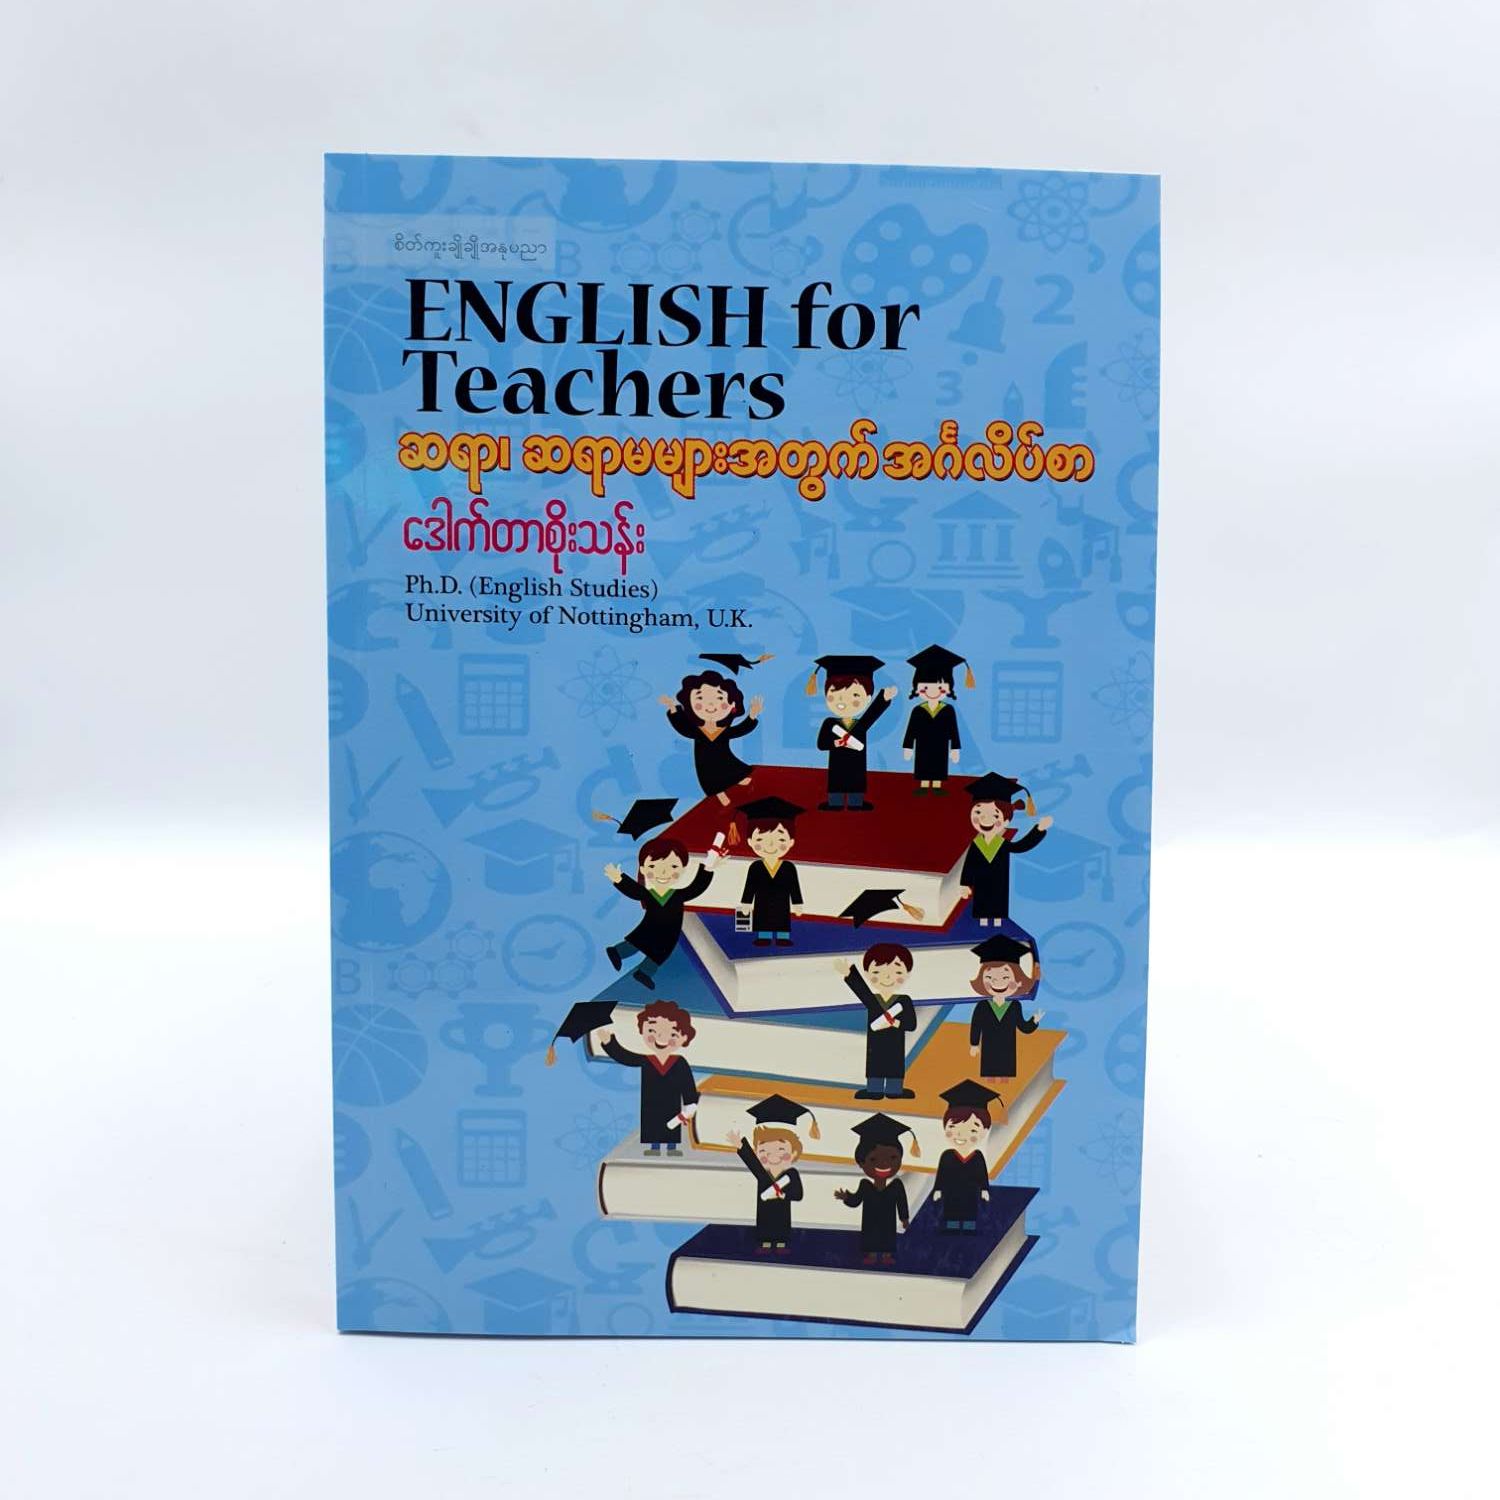 စိတ်ကူးချိုချိုအနုပညာ
ENGLISH for
Teachers
ဆရာ၊ ဆရာမများအတွက် အင်္ဂလိပ်စာ
ဒေါက်တာစိုးသန်း
Ph.D. (English Studies)
University of Nottingham, U.K.